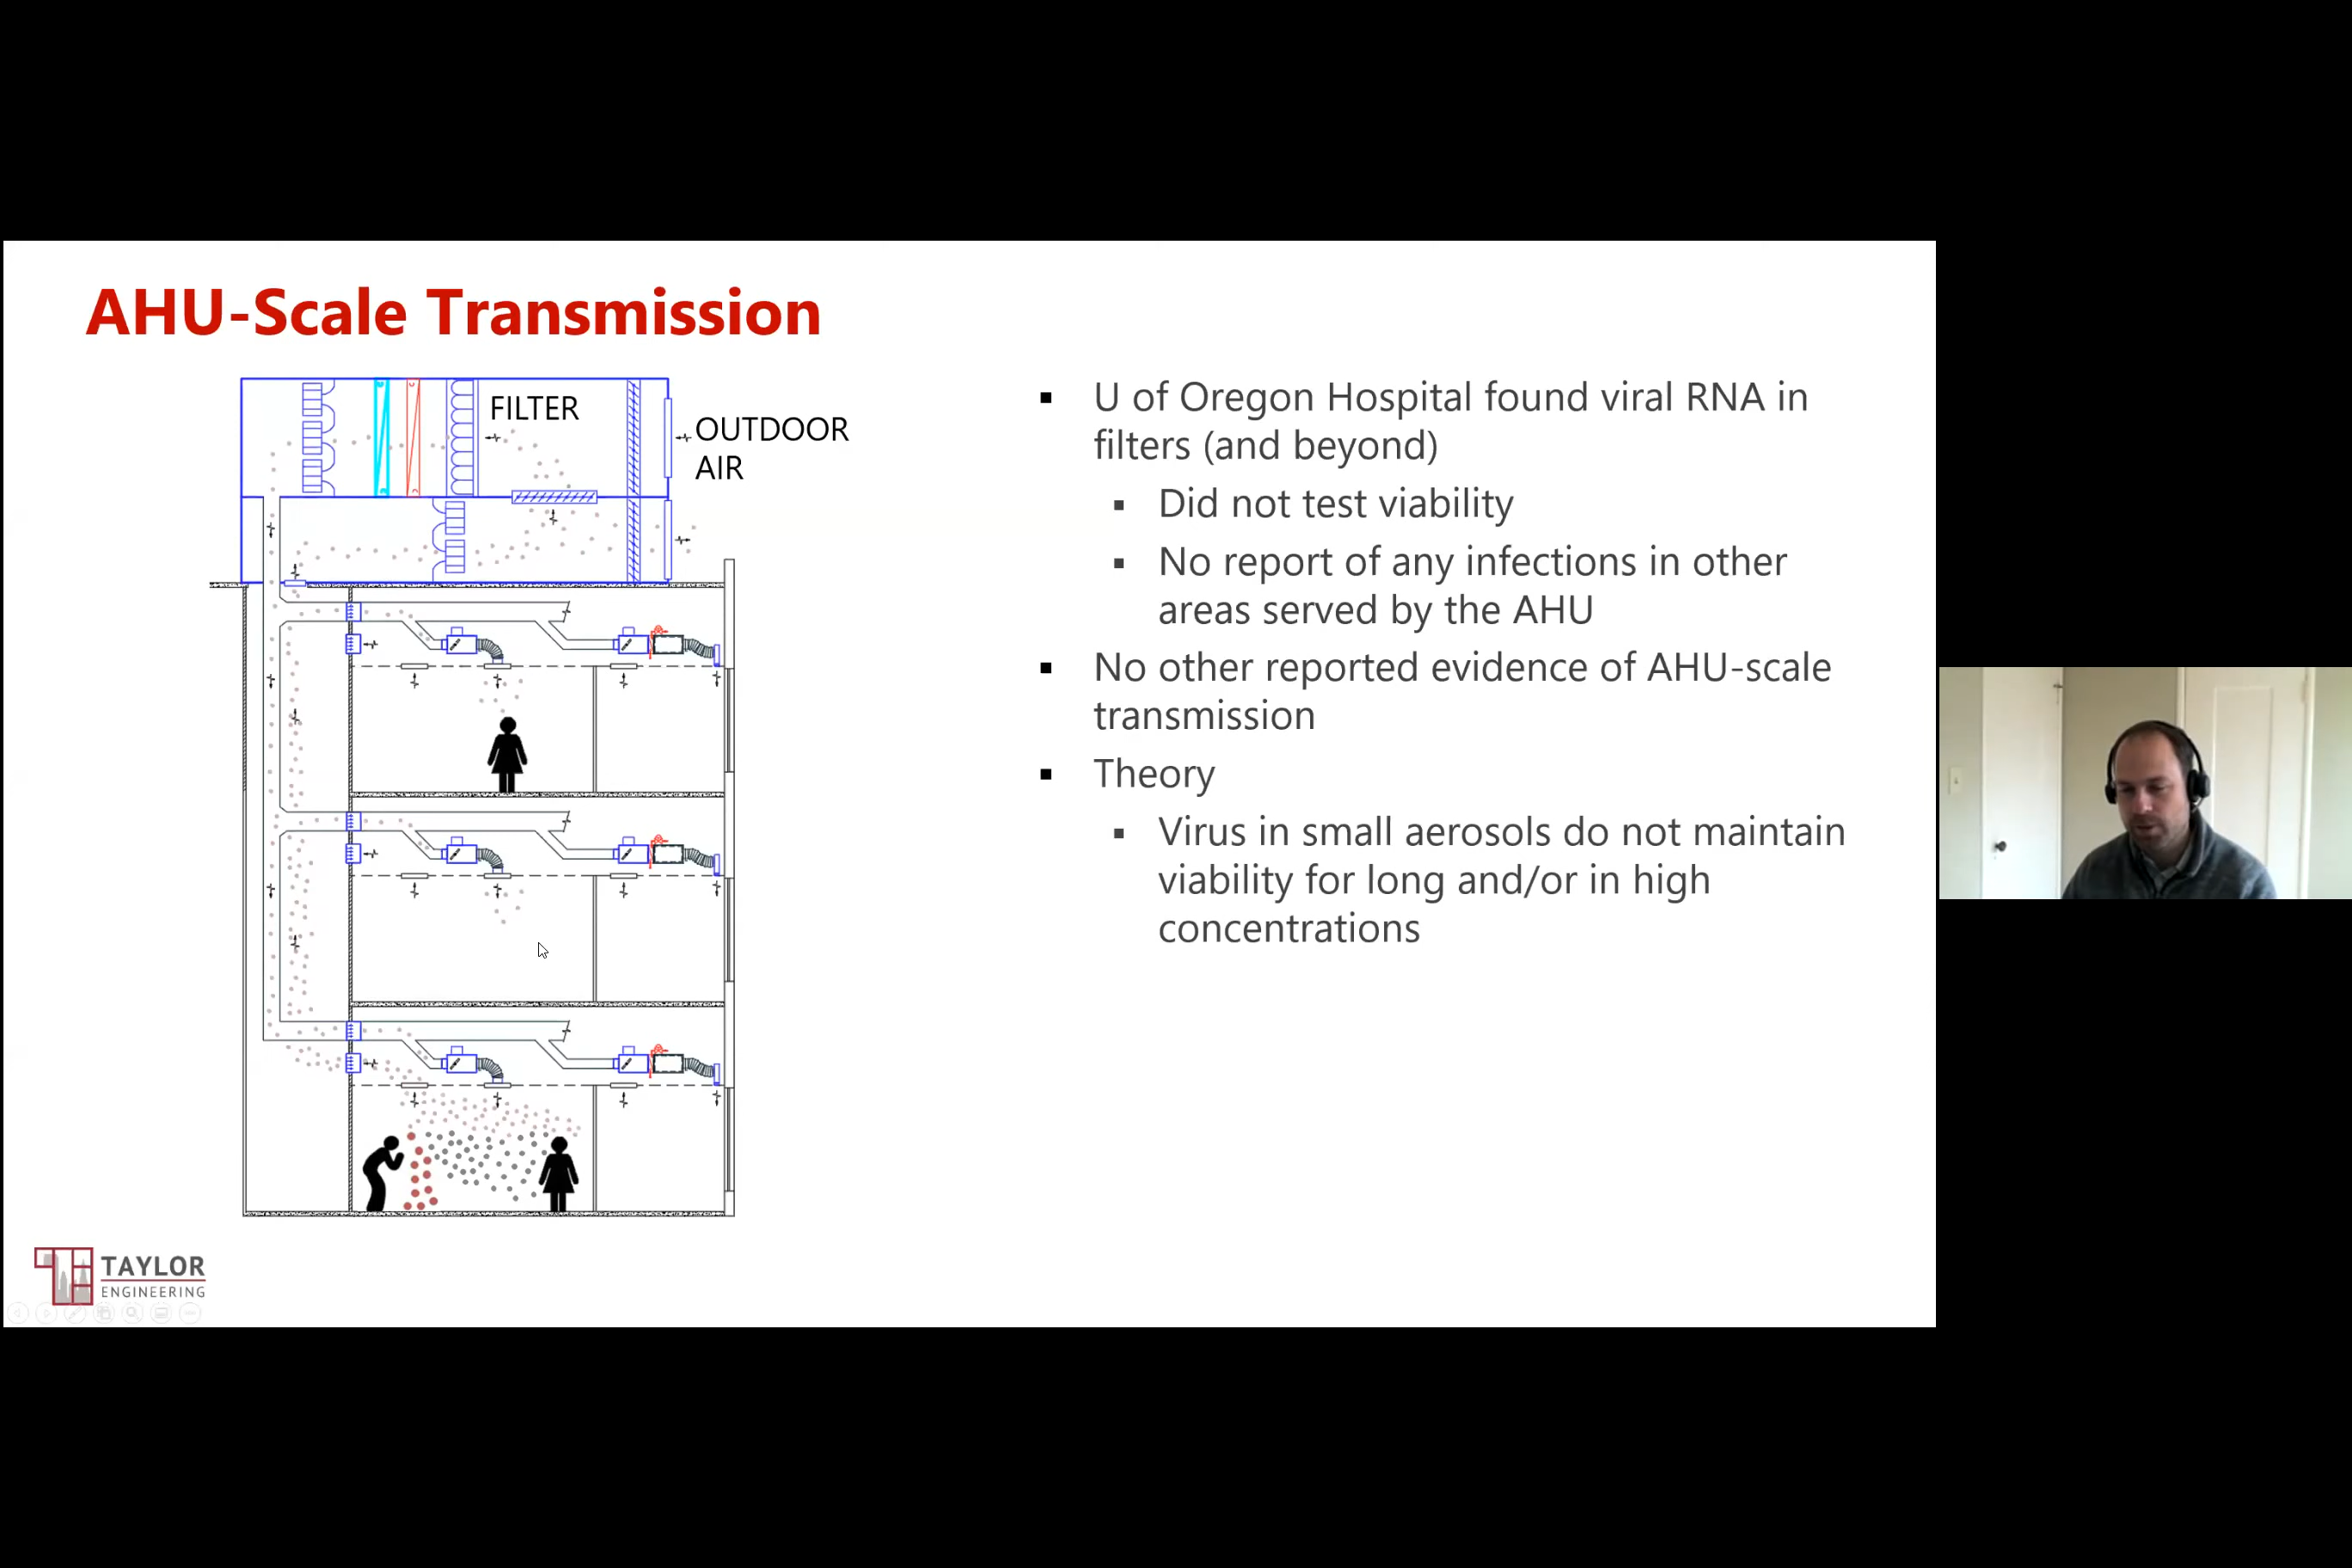 AHU-Scale Transmission
FILTER
OUTDOOR
AIR
U of Oregon Hospital found viral RNA in
filters (and beyond)
Did not test viability
No report of any infections in other
areas served by the AHU
No other reported evidence of AHU-scale
transmission
Theory
Virus in small aerosols do not maintain
viability for long and/or in high
concentrations
TAYLOR
ENGINEERING